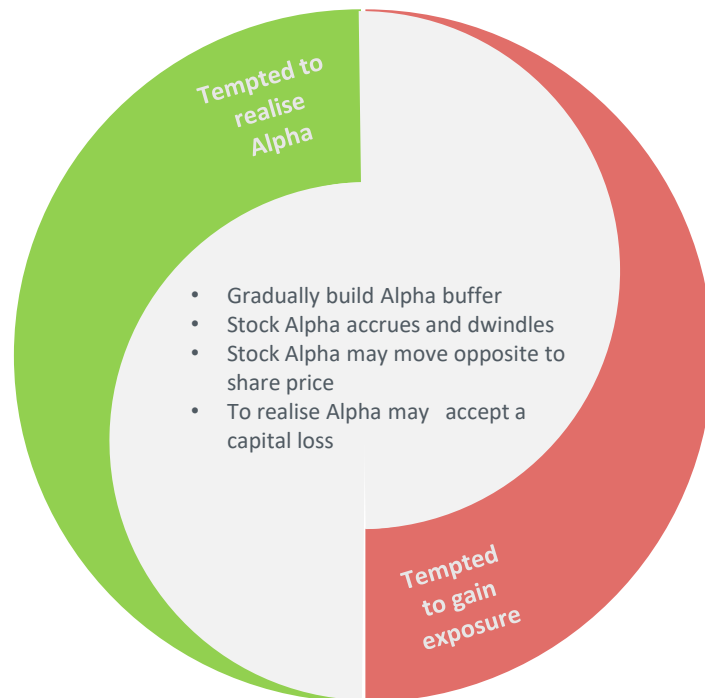 Tempted to
realise
Alpha
• Gradually build Alpha buffer
• Stock Alpha accrues and dwindles
• Stock Alpha may move opposite to
share price
• To realise Alpha may accept a
capital loss
Tempted
to gain
exposure